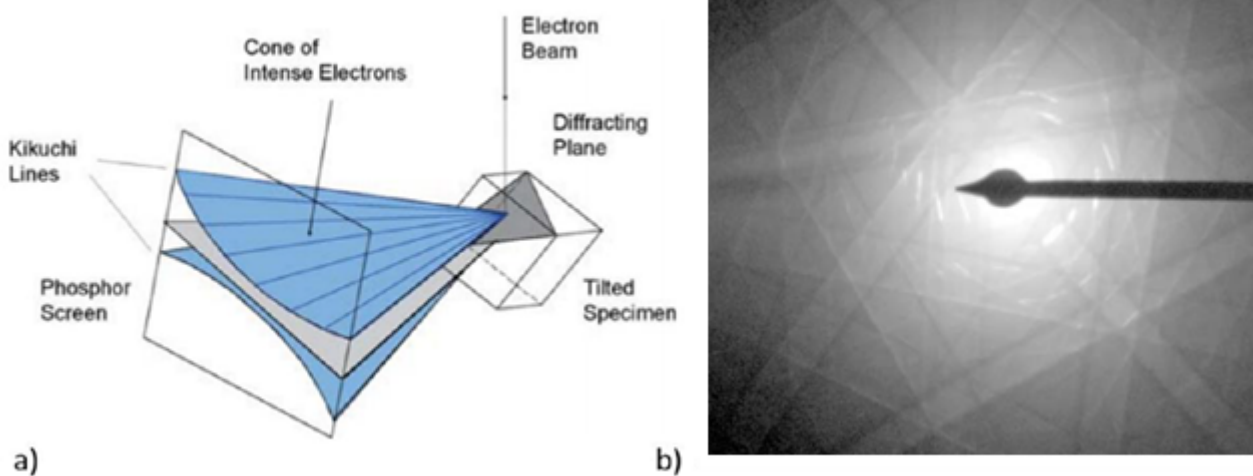 Electron
Beam
Cone of
Intense Electrons
Diffracting
Plane
Kikuchi
Lines
Phosphor
Screen
Tilted
Specimen
a)
b)